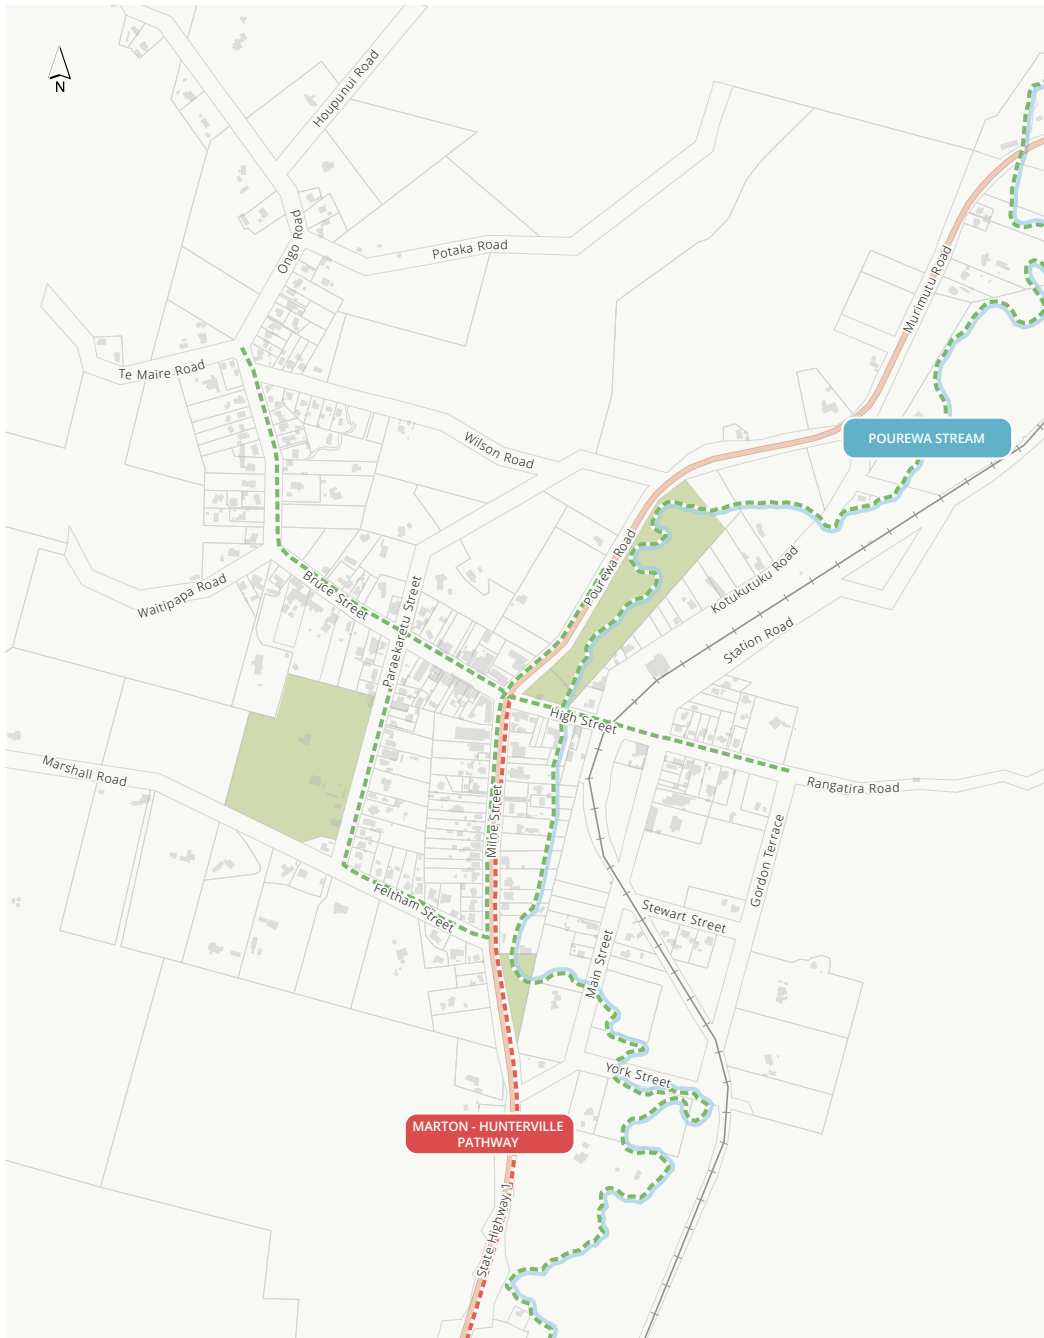 Houpunui Road
N
Ongo Road
Potaka Road
Murimutu Road
Te Maire Road
Wilson Road
POUREWA STREAM
Pourewa Road
Kotukutuku Road
Waitipapa Road
Bruce Street
Paraekaretu Street
Station Road
High Street
Marshall Road
Rangatira Road
Milne Street
Gordon Terrace
Feltham Street
Stewart Street
Main Street
York Street
MARTON - HUNTERVILLE
PATHWAY
State Highway 1